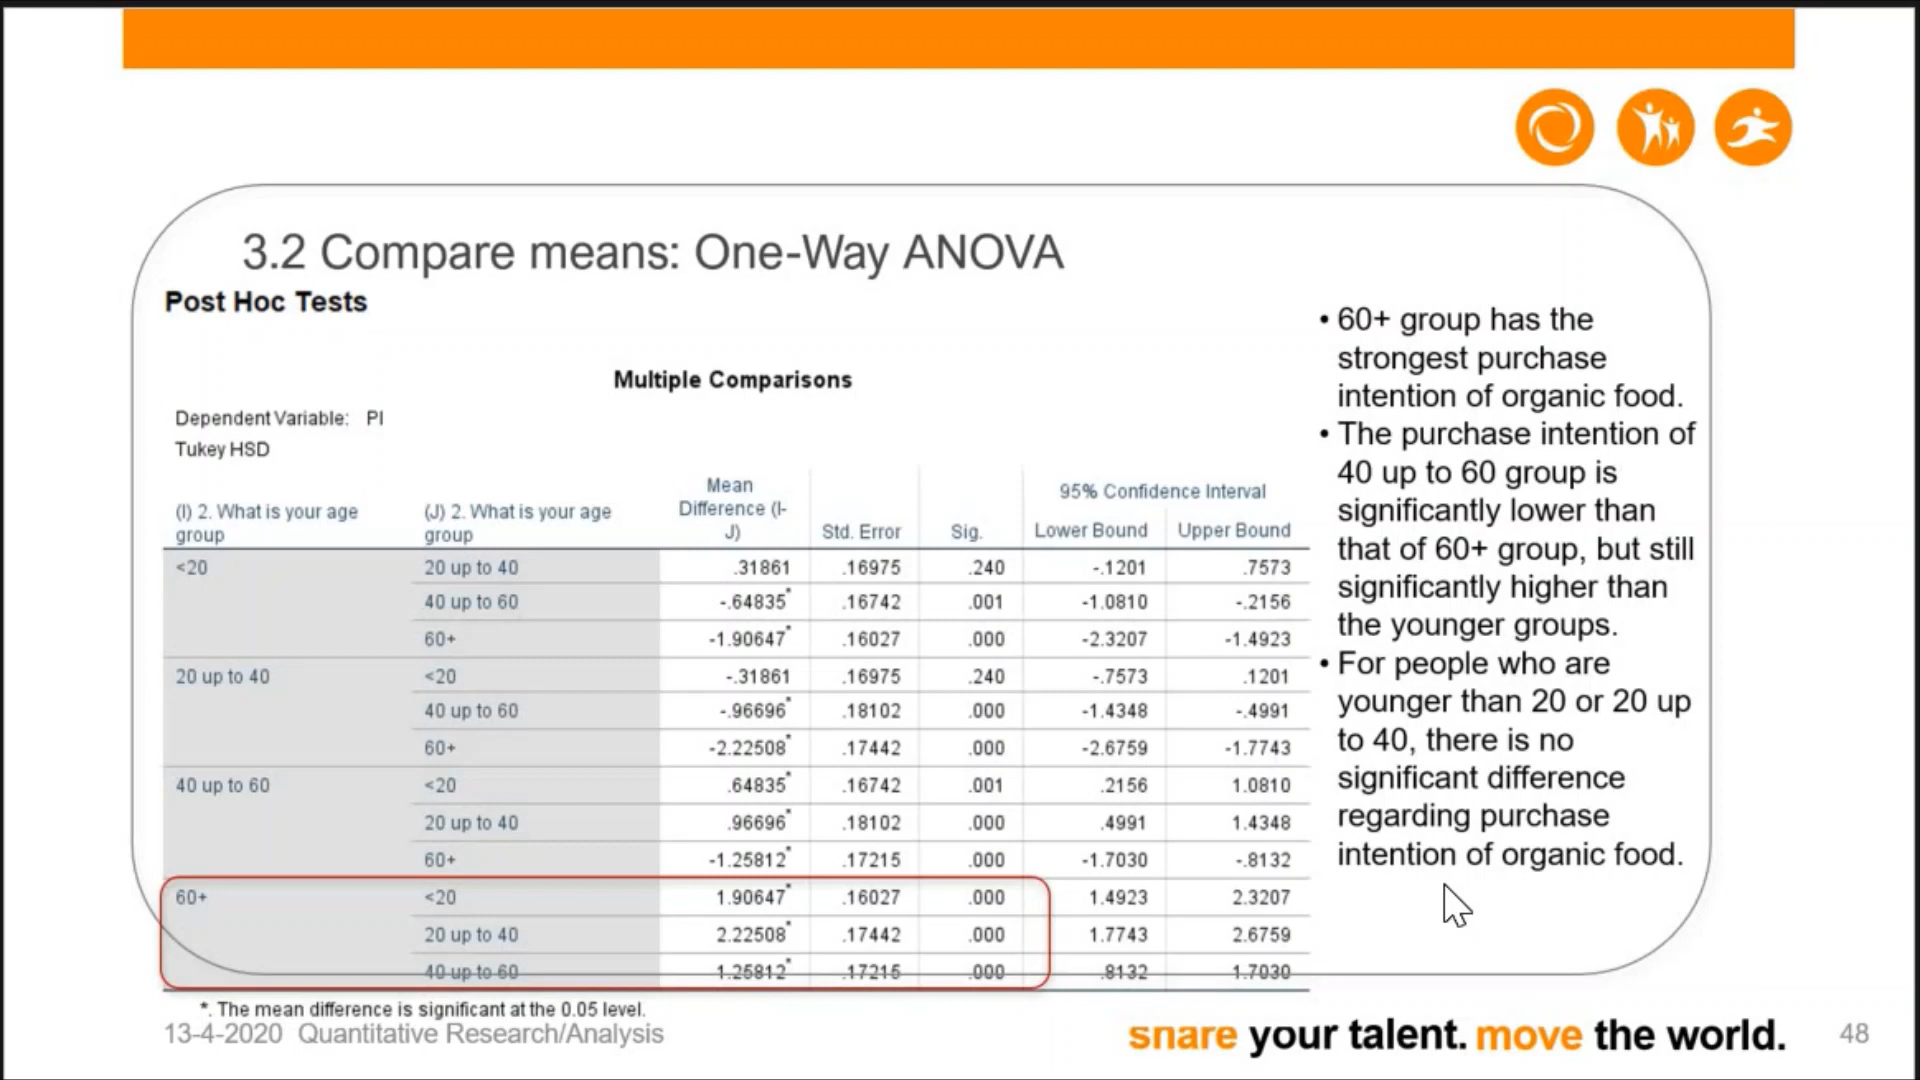 3.2 Compare means: One-Way ANOVA
Post Hoc Tests
Multiple Comparisons
Dependent Variable: PI
Tukey HSD
(I) 2. What is your age group (J) 2. What is your age group Mean Difference (I-J) Std. Error Sig. 95% Confidence Interval Lower Bound Upper Bound
<20 20 up to 40 .31861 .16975 .240 -.1201 .7573
40 up to 60 -.64835* .16742 .001 -1.0810 -.2156
60+ -1.90647* .16027 .000 -2.3207 -1.4923
20 up to 40 <20 -.31861 .16975 .240 -.7573 .1201
40 up to 60 -.96696* .18102 .000 -1.4348 -.4991
60+ -2.22508* .17442 .000 -2.6759 -1.7743
40 up to 60 <20 .64835* .16742 .001 .2156 1.0810
20 up to 40 .96696* .18102 .000 .4991 1.4348
60+ -1.25812* .17215 .000 -1.7030 -.8132
60+ <20 1.90647* .16027 .000 1.4923 2.3207
20 up to 40 2.22508* .17442 .000 1.7743 2.6759
40 up to 60 1.25812* .17215 .000 .8132 1.7030
*. The mean difference is significant at the 0.05 level.
• 60+ group has the
strongest purchase
intention of organic food.
• The purchase intention of
40 up to 60 group is
significantly lower than
that of 60+ group, but still
significantly higher than
the younger groups.
• For people who are
younger than 20 or 20 up
to 40, there is no
significant difference
regarding purchase
intention of organic food.
13-4-2020 Quantitative Research/Analysis
snare your talent. move the world.
48